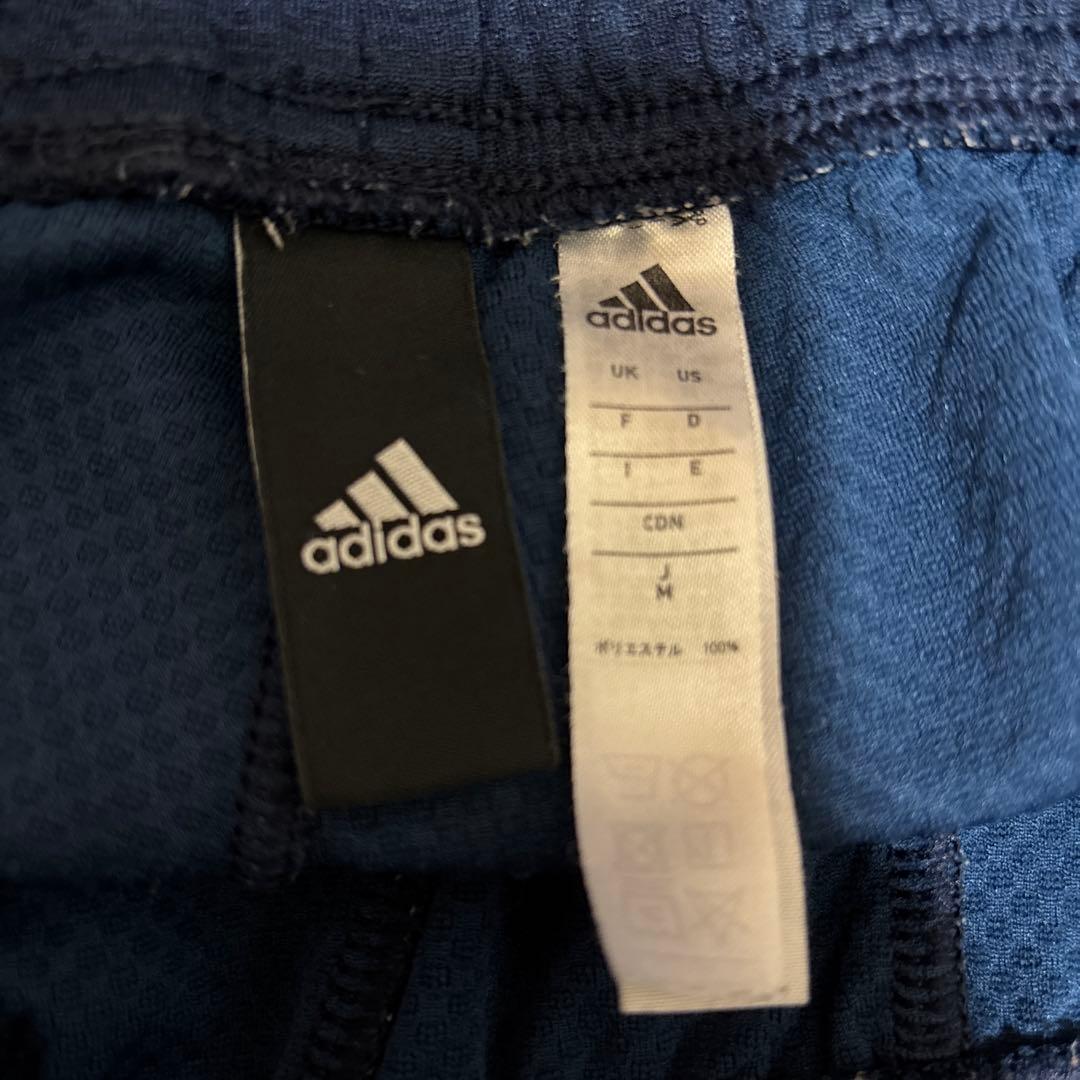 adidas
adidas
UK US
F D
I E
CDN
J
M
ポリエステル 100%